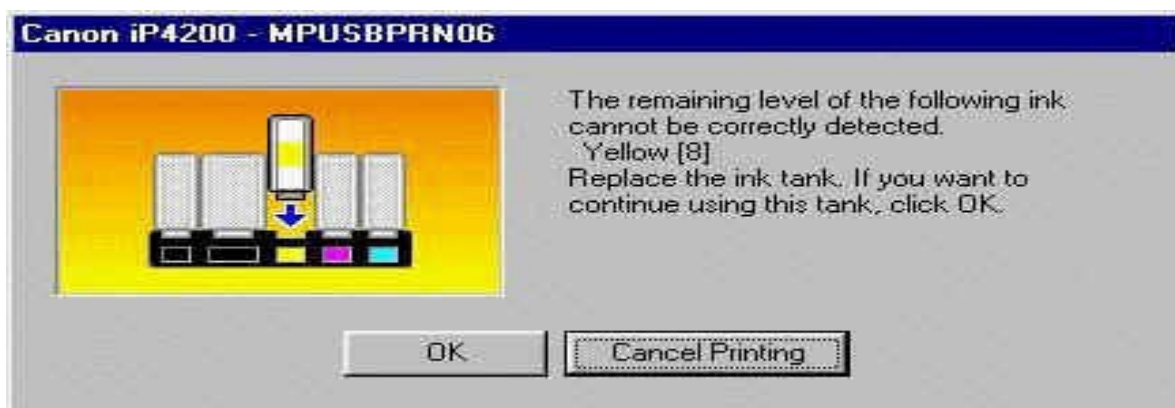 Canon iP4200 - MPUSBPRN06
The remaining level of the following ink
cannot be correctly detected.
Yellow [8]
Replace the ink tank. If you want to
continue using this tank, click OK.
OK
Cancel Printing